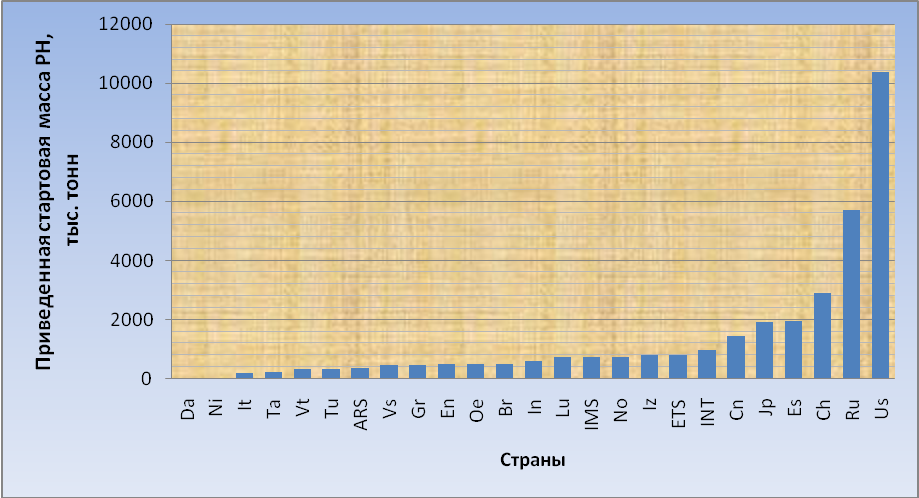 Приведенная стартовая масса РН,
тыс. тонн
12000
10000
8000
6000
4000
2000
0
Da Ni It Ta Vt Tu ARS Vs Gr En Oe Br In Lu IMS No Iz ETS INT Cn Jp Es Ch Ru Us
Страны